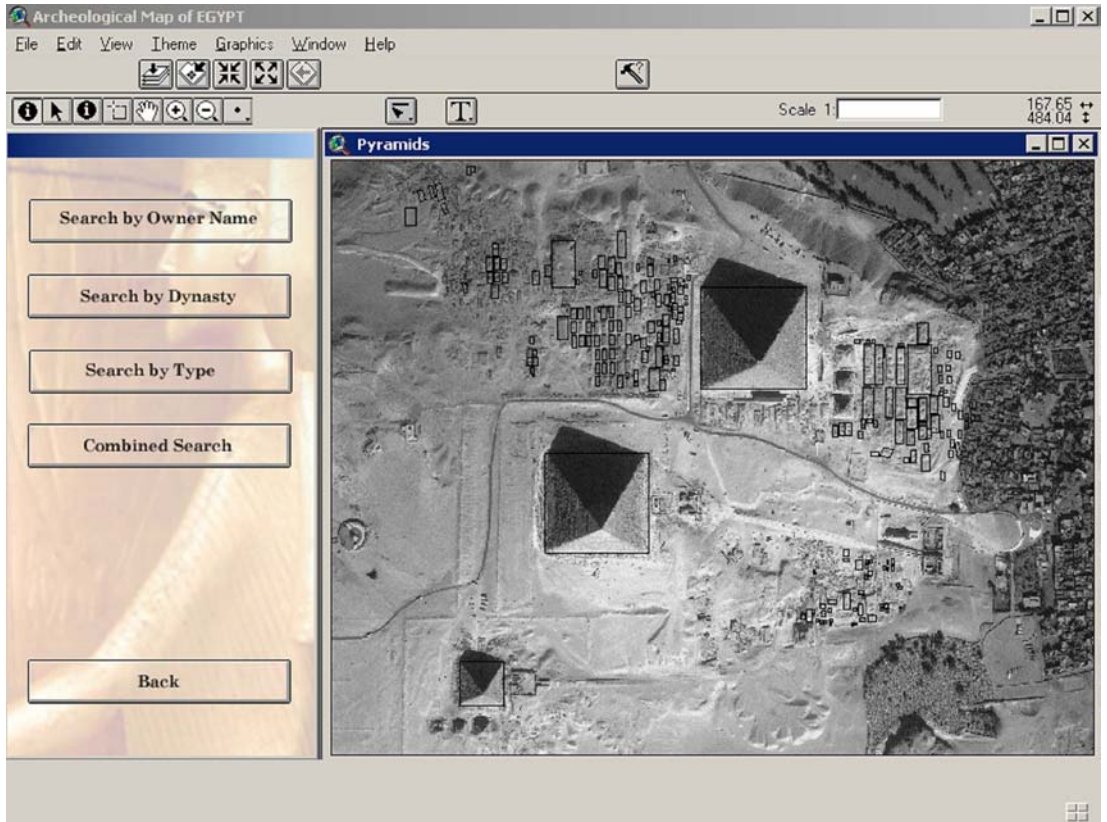 Archeological Map of EGYPT
File Edit View Theme Graphics Window Help
Scale 1:
167.65
484.04
Pyramids
Search by Owner Name
Search by Dynasty
Search by Type
Combined Search
Back